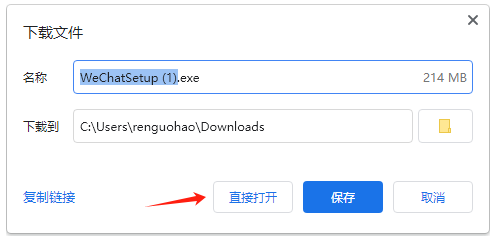 下载文件
名称 WeChatSetup (1).exe 214 MB
下载到 C:\Users\renguohao\Downloads
复制链接 直接打开 保存 取消